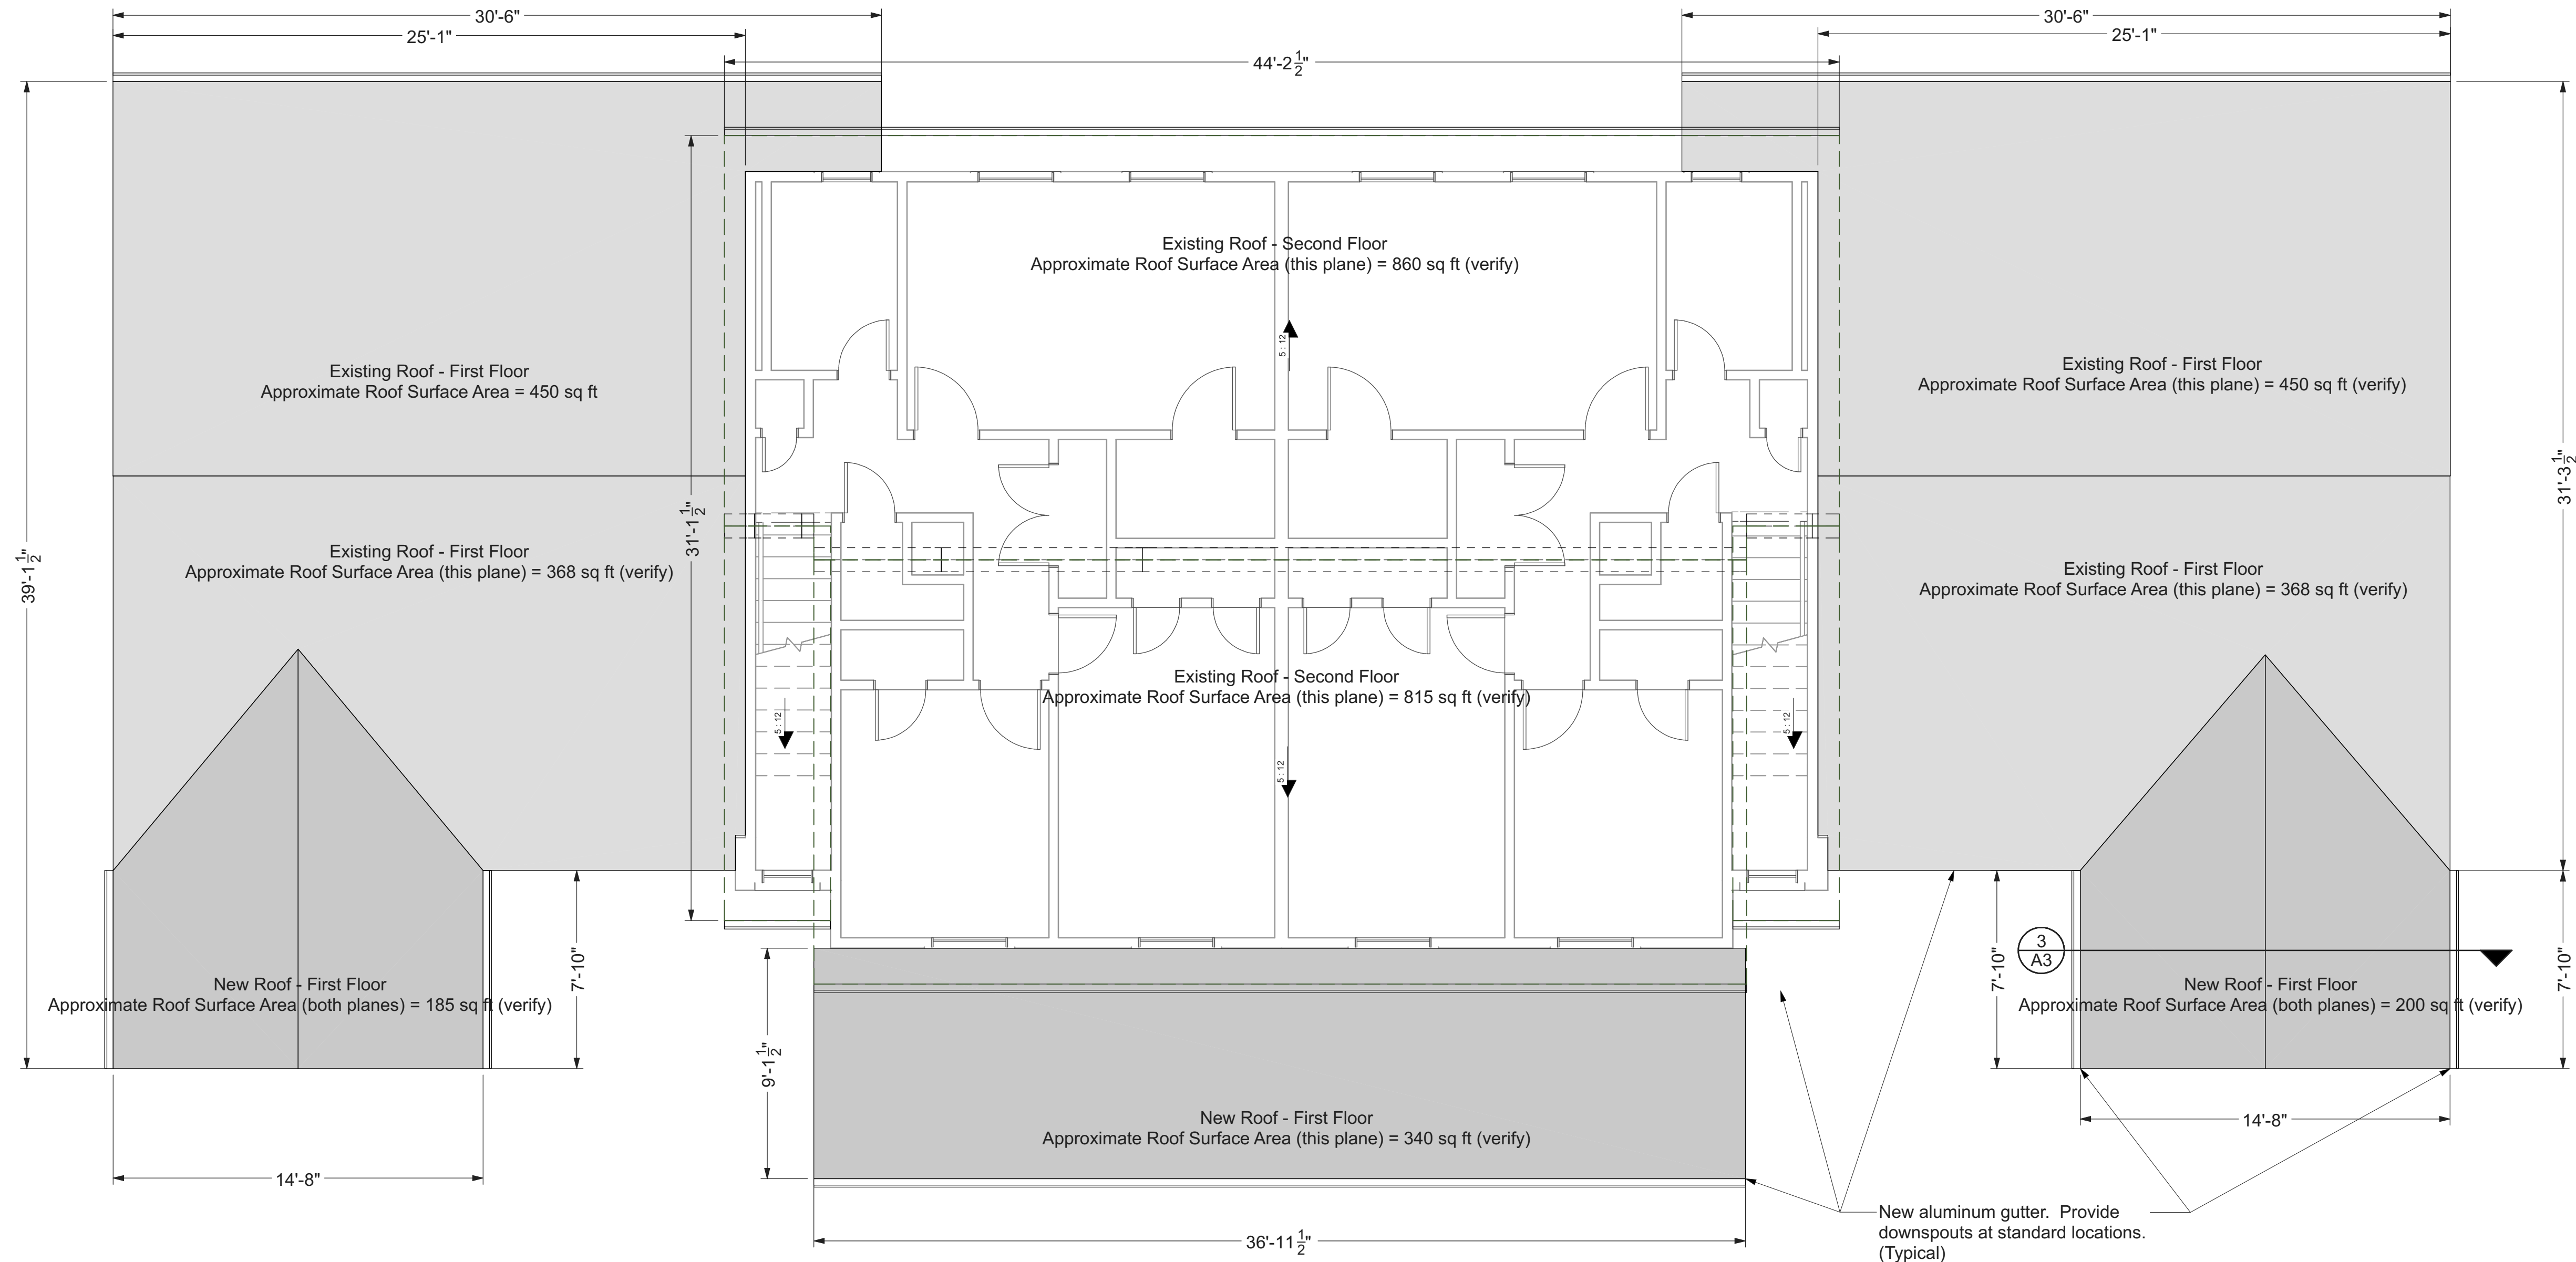 30'-6"
30'-6"
25'-1"
25'-1"
44'-2 1/2"
Existing Roof - Second Floor
Approximate Roof Surface Area (this plane) = 860 sq ft (verify)
5 : 12
Existing Roof - First Floor
Approximate Roof Surface Area = 450 sq ft
Existing Roof - First Floor
Approximate Roof Surface Area (this plane) = 450 sq ft (verify)
31'-3 1/2"
31'-1 1/2"
39'-1 1/2"
Existing Roof - First Floor
Approximate Roof Surface Area (this plane) = 368 sq ft (verify)
Existing Roof - First Floor
Approximate Roof Surface Area (this plane) = 368 sq ft (verify)
Existing Roof - Second Floor
Approximate Roof Surface Area (this plane) = 815 sq ft (verify)
5 : 12
5 : 12
5 : 12
3
A3
7'-10"
7'-10"
7'-10"
New Roof - First Floor
Approximate Roof Surface Area (both planes) = 185 sq ft (verify)
New Roof - First Floor
Approximate Roof Surface Area (both planes) = 200 sq ft (verify)
9'-1 1/2"
New Roof - First Floor
Approximate Roof Surface Area (this plane) = 340 sq ft (verify)
14'-8"
14'-8"
New aluminum gutter. Provide
downspouts at standard locations.
(Typical)
36'-11 1/2"